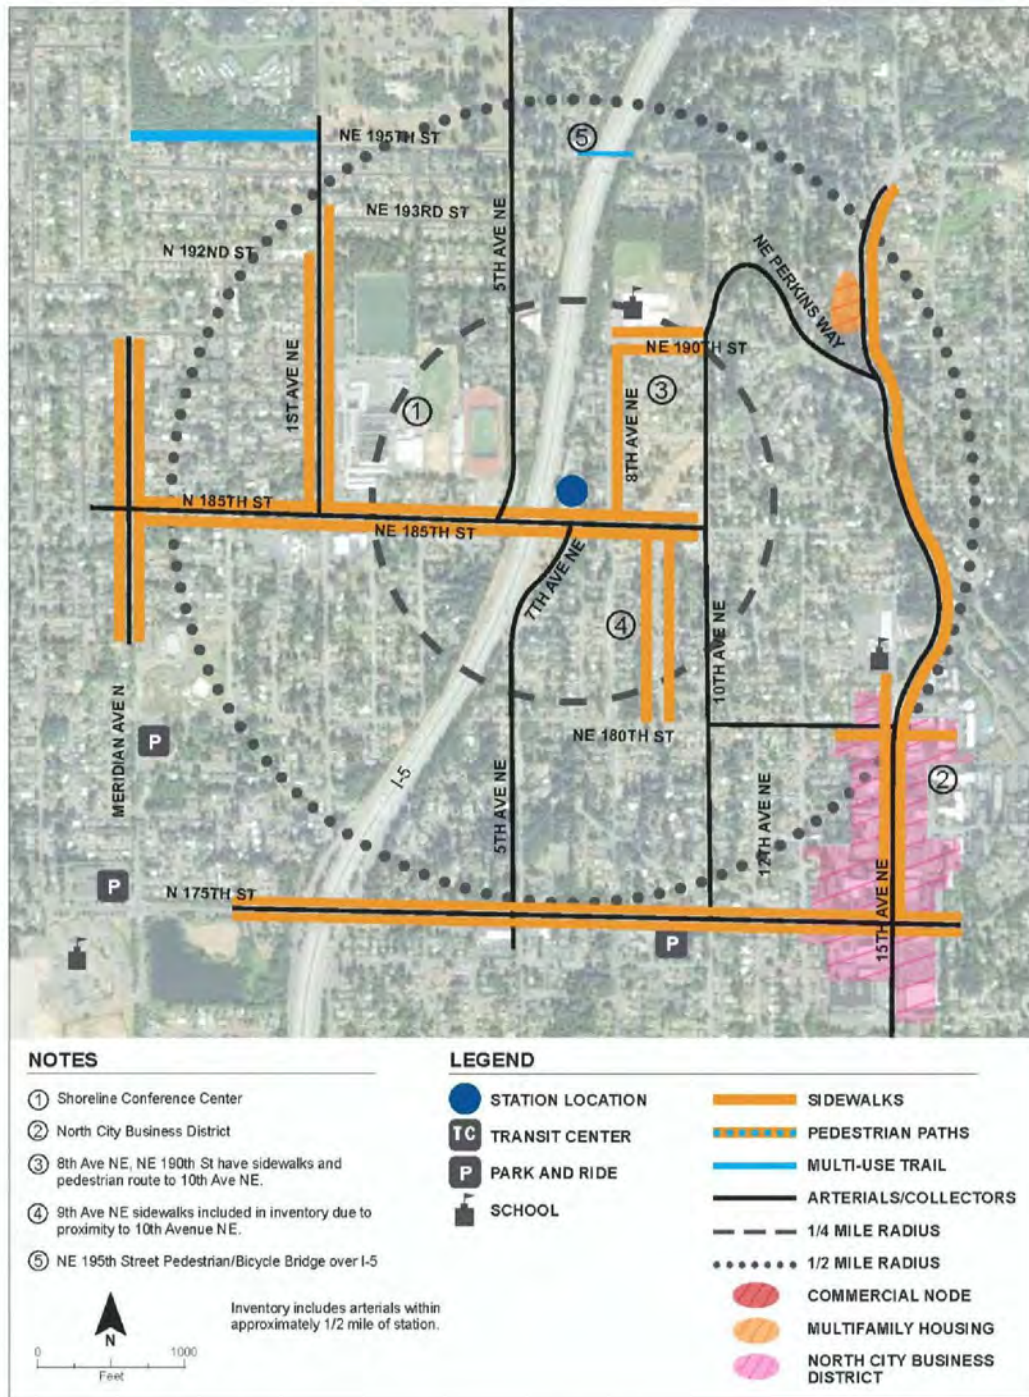 NE 195TH ST
5
NE 193RD ST
N 192ND ST
5TH AVE NE
NE PERKINS WAY
NE 190TH ST
1ST AVE NE
1
3
8TH AVE NE
N 185TH ST
NE 185TH ST
7TH AVE NE
4
10TH AVE NE
MERIDIAN AVE N
P
NE 180TH ST
I-5
5TH AVE NE
12TH AVE NE
2
P
N 175TH ST
P
15TH AVE NE
NOTES
1 Shoreline Conference Center
2 North City Business District
3 8th Ave NE, NE 190th St have sidewalks and
pedestrian route to 10th Ave NE.
4 9th Ave NE sidewalks included in inventory due to
proximity to 10th Avenue NE.
5 NE 195th Street Pedestrian/Bicycle Bridge over I-5
N
0 1000
Feet
Inventory includes arterials within
approximately 1/2 mile of station.
LEGEND
STATION LOCATION
TC TRANSIT CENTER
P PARK AND RIDE
SCHOOL
SIDEWALKS
PEDESTRIAN PATHS
MULTI-USE TRAIL
ARTERIALS/COLLECTORS
1/4 MILE RADIUS
1/2 MILE RADIUS
COMMERCIAL NODE
MULTIFAMILY HOUSING
NORTH CITY BUSINESS
DISTRICT